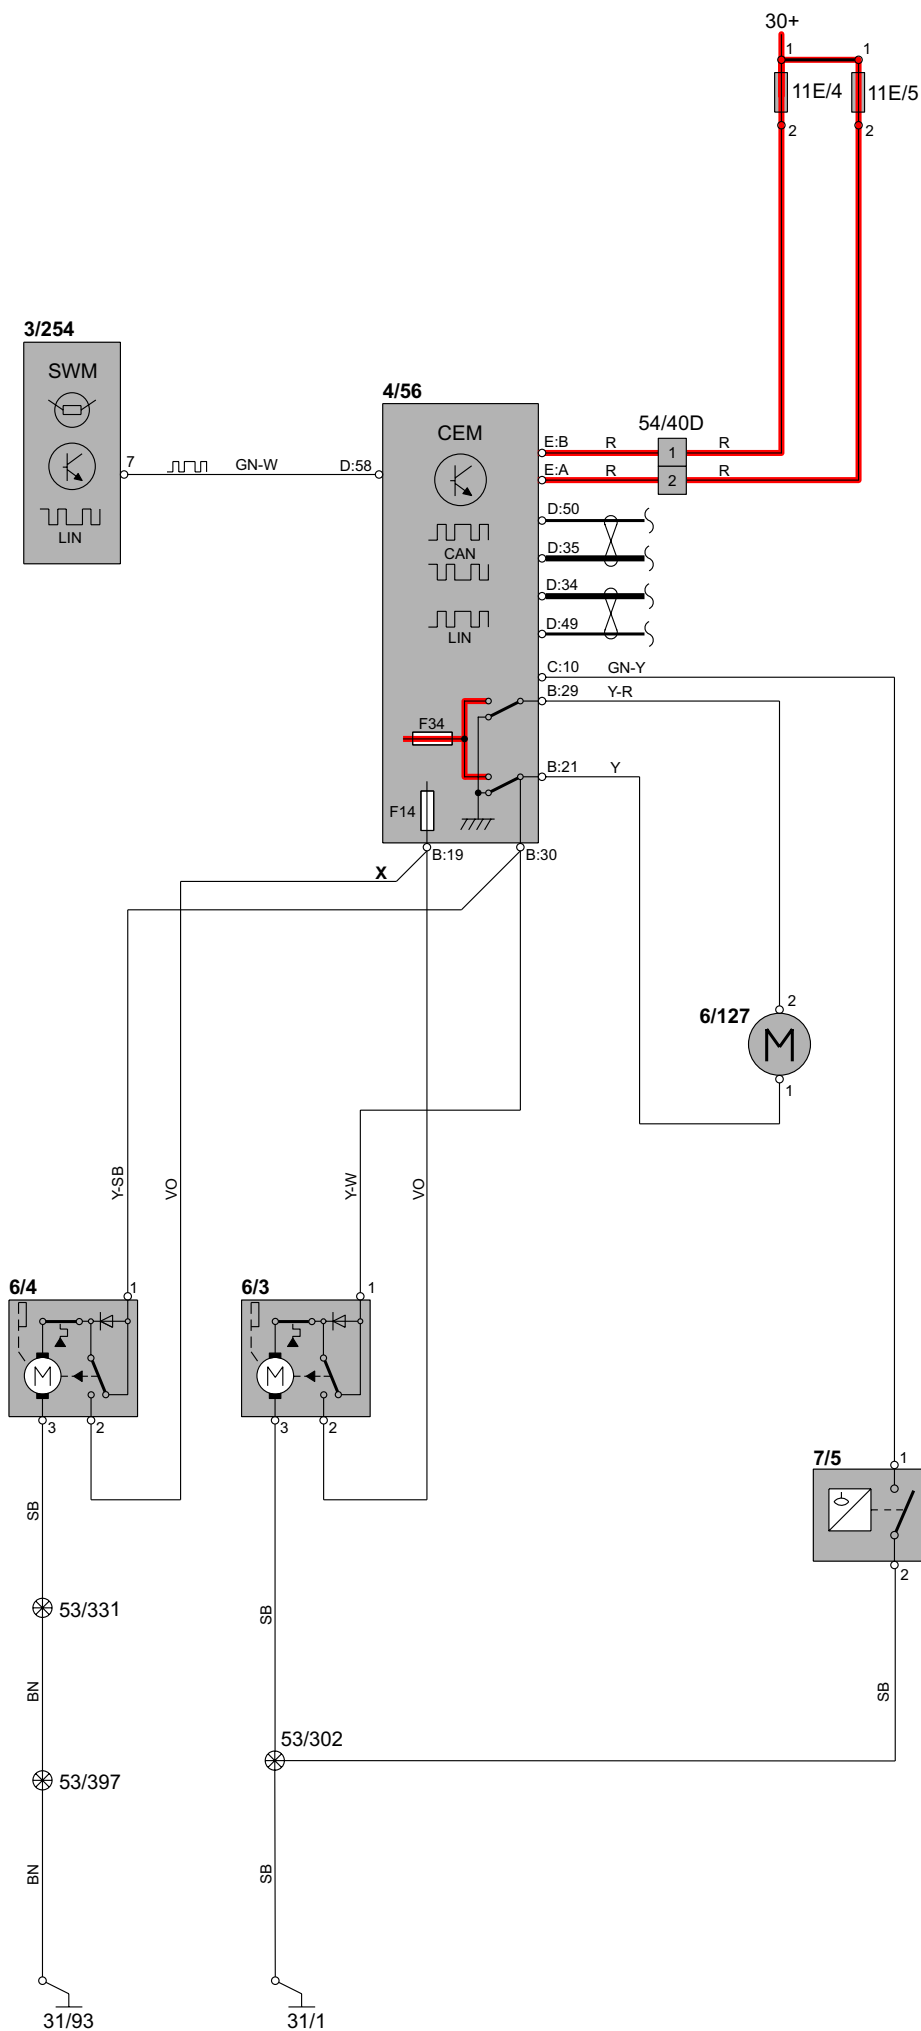 30+
1 1
11E/4 11E/5
2 2
3/254
SWM
4/56
54/40D
CEM
E:B R 1 R
7 GN-W D:58
E:A R 2 R
D:50
LIN
D:35
CAN
D:34
D:49
LIN
C:10 GN-Y
B:29 Y-R
F34
B:21 Y
F14
B:19 B:30
X
2
6/127
M
1
Y-SB VO Y-W VO
6/4 1 6/3 1
M M
3 2 3 2
7/5 1
SB
2
53/331
SB
BN SB
53/302
53/397
BN SB
31/93 31/1